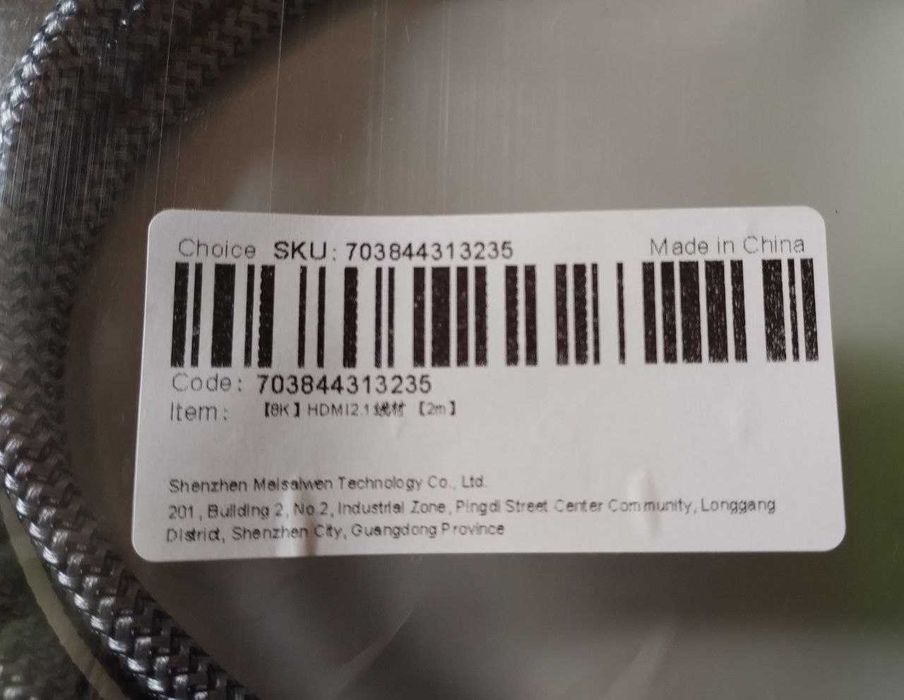 Choice SKU: 703844313235 Made in China
Code: 703844313235
Item: 【8K】HDMI2.1线材 【2m】
Shenzhen Meisaiwen Technology Co., Ltd.
201, Building 2, No 2, Industrial Zone, Pingdi Street Center Community, Longgang
District, Shenzhen City, Guangdong Province